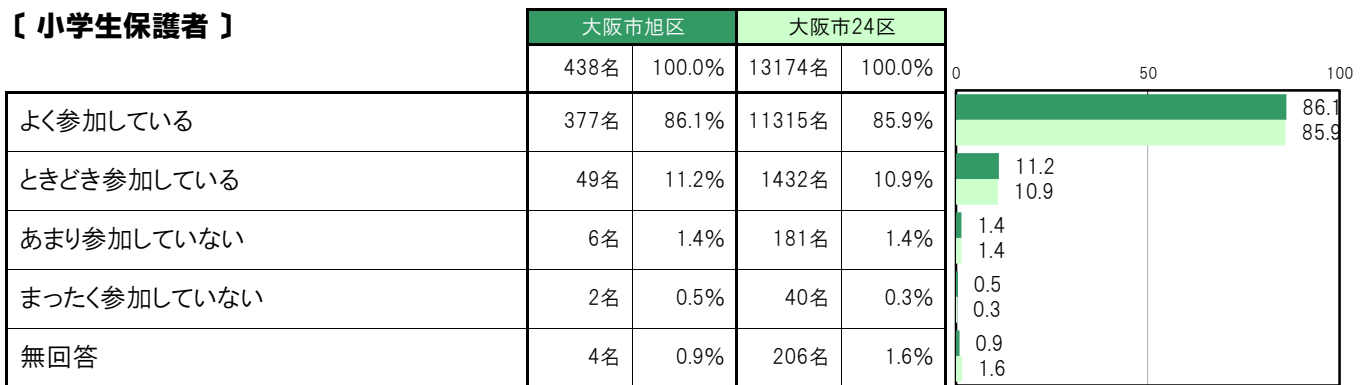 〔 小学生保護者 〕
大阪市旭区 大阪市24区
438名 100.0% 13174名 100.0% 0 50 100
よく参加している 377名 86.1% 11315名 85.9% 86.1
85.9
ときどき参加している 49名 11.2% 1432名 10.9% 11.2
10.9
あまり参加していない 6名 1.4% 181名 1.4% 1.4
1.4
まったく参加していない 2名 0.5% 40名 0.3% 0.5
0.3
無回答 4名 0.9% 206名 1.6% 0.9
1.6